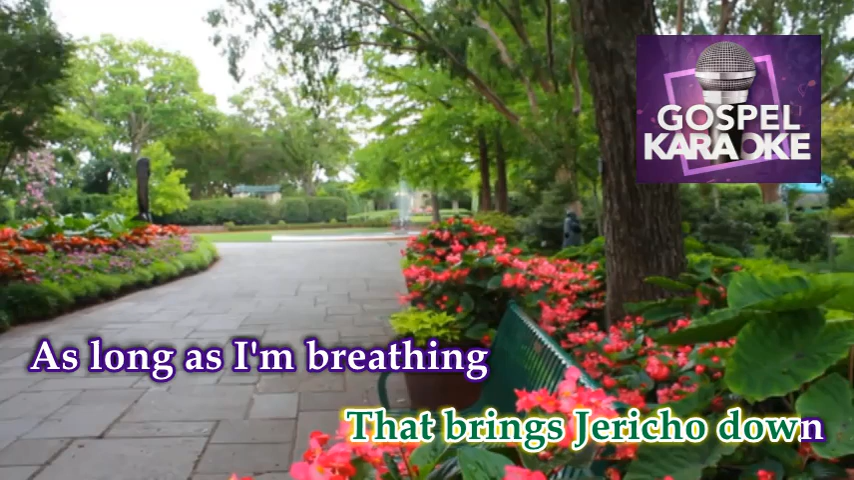 GOSPEL
KARAOKE
As long as I'm breathing
That brings Jericho down